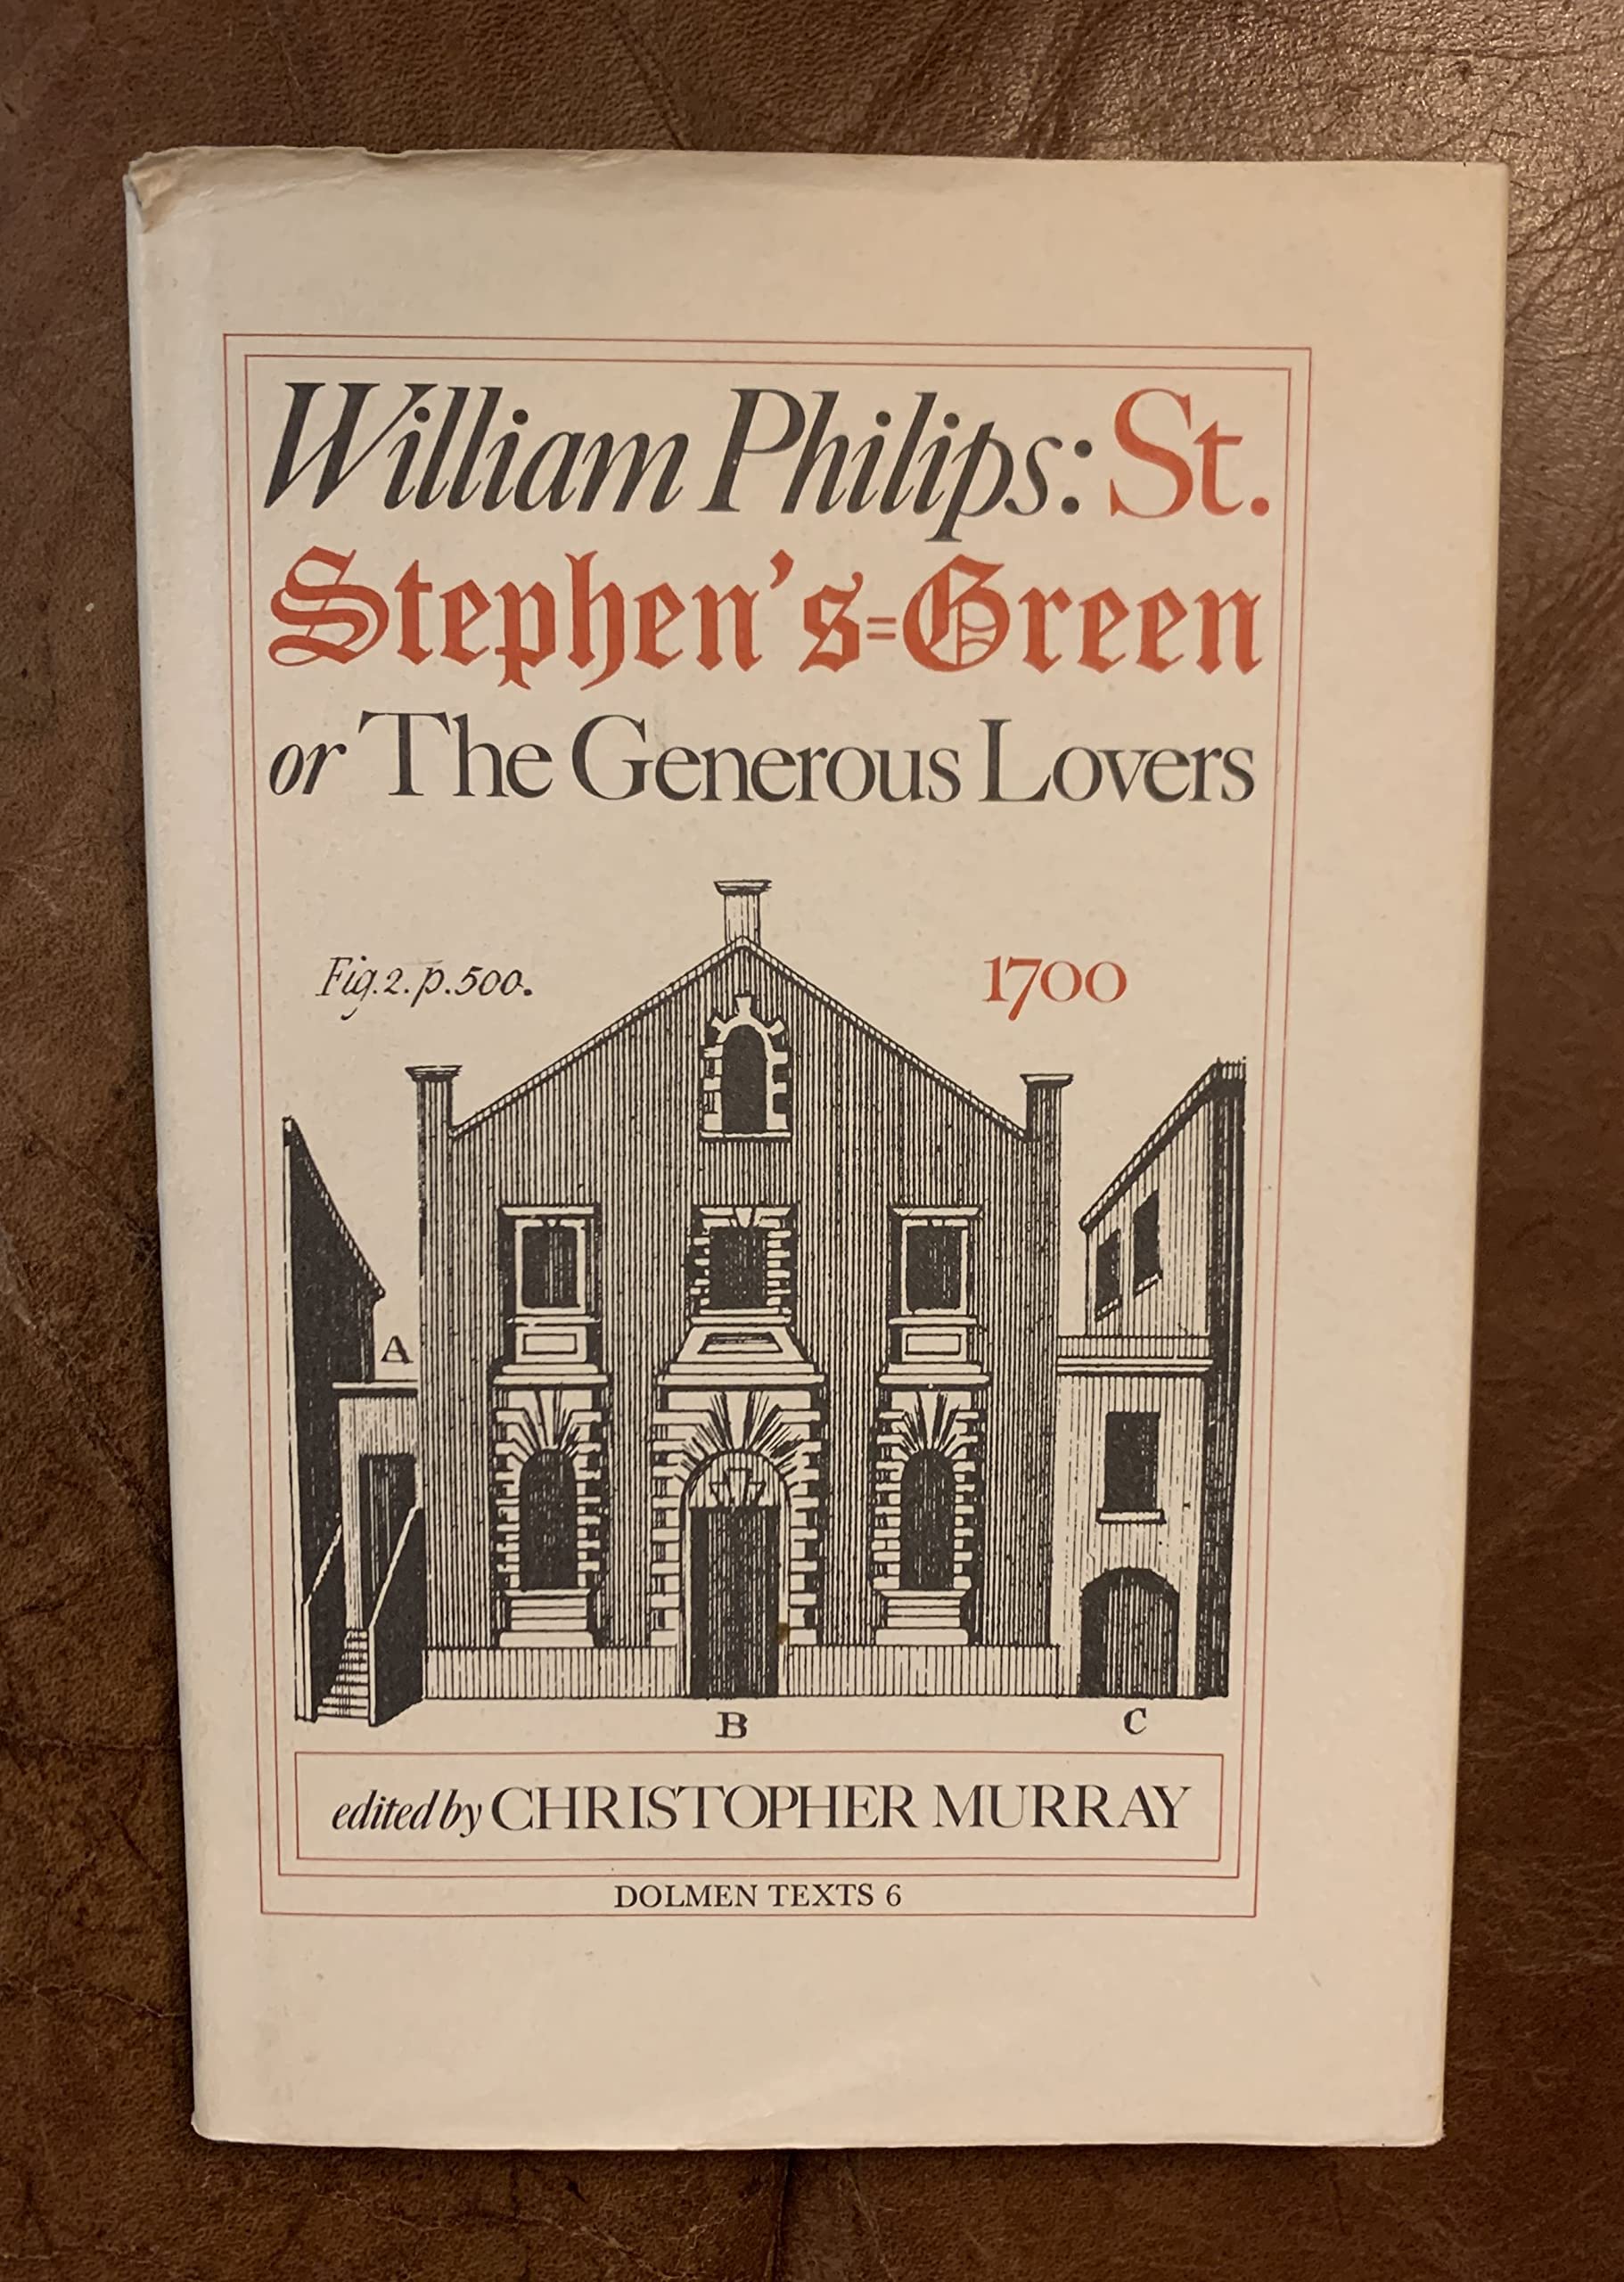 William Philips: St.
Stephen's=Green
or The Generous Lovers
Fig.2.p.500. 1700
A
B C
edited by CHRISTOPHER MURRAY
DOLMEN TEXTS 6